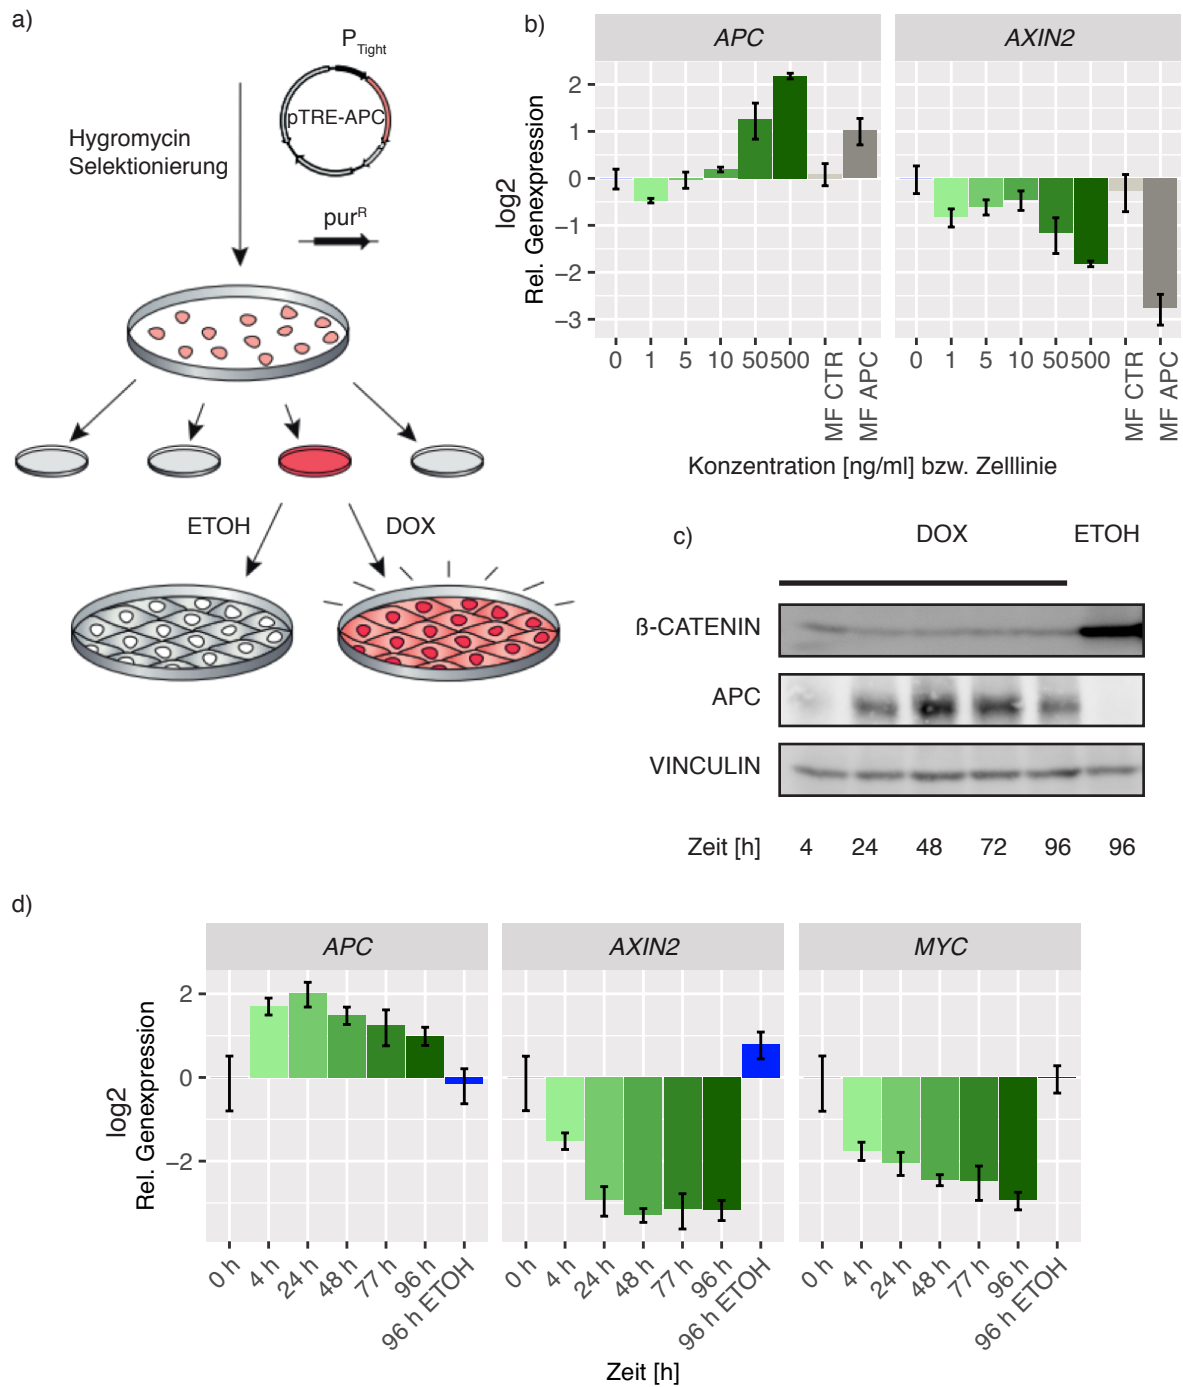 a)
P Tight
pTRE-APC
Hygromycin
Selektionierung
pur R
ETOH
DOX
b)
APC
AXIN2
log2
Rel. Genexpression
2
1
0
−1
−2
−3
0 1 5 10 50 500 MF CTR MF APC
0 1 5 10 50 500 MF CTR MF APC
Konzentration [ng/ml] bzw. Zelllinie
c)
DOX
ETOH
ß-CATENIN
APC
VINCULIN
Zeit [h] 4 24 48 72 96 96
d)
APC
AXIN2
MYC
log2
Rel. Genexpression
2
0
−2
0 h 4 h 24 h 48 h 77 h 96 h 96 h ETOH
0 h 4 h 24 h 48 h 77 h 96 h 96 h ETOH
0 h 4 h 24 h 48 h 77 h 96 h 96 h ETOH
Zeit [h]